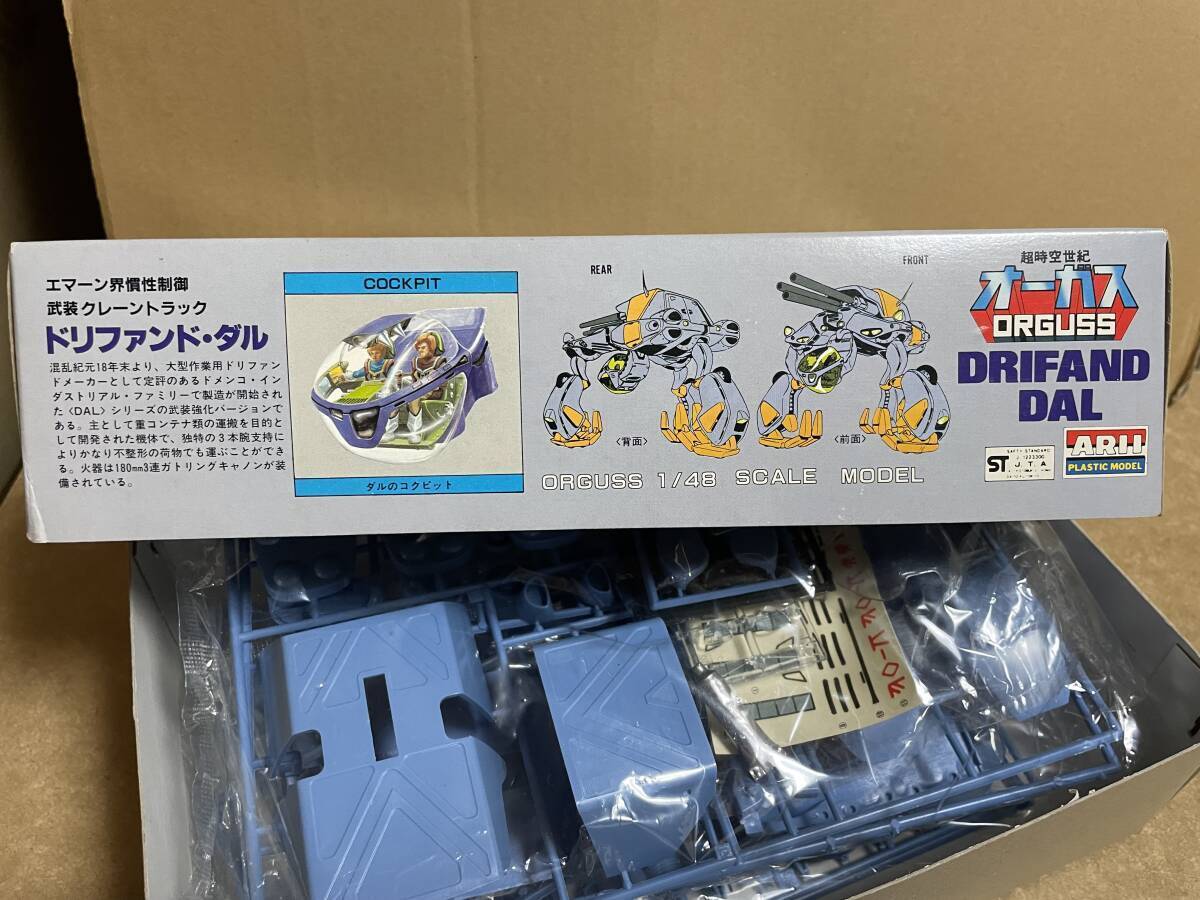 エマーン界慣性制御
武装クレーントラック
ドリファンド・ダル
混乱紀元18年末より、大型作業用ドリファン
ドメーカーとして定評のあるドメンコ・イン
ダストリアル・ファミリーで製造が開始され
た〈DAL〉シリーズの武装強化バージョンで
ある。主として重コンテナ類の運搬を目的
として開発された機体で、独特の3本腕支持に
よりかなり不整形の荷物でも運ぶことができ
る。火器は180mm3連ガトリングキャノンが装
備されている。
COCKPIT
ダルのコクピット
REAR
〈背面〉
FRONT
〈前面〉
ORGUSS 1/48 SCALE MODEL
超時空世紀
オーガス
ORGUSS
DRIFAND
DAL
ST
J.T.A
ARII
PLASTIC MODEL